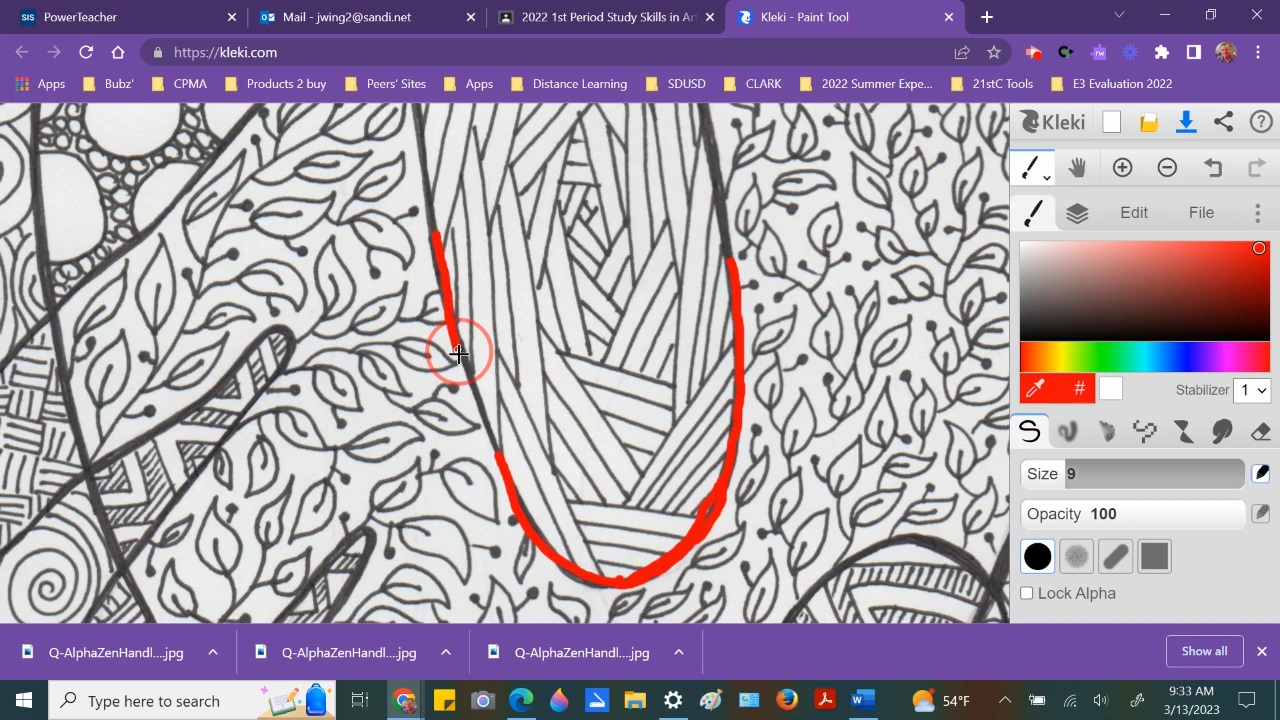 SIS PowerTeacher
Mail - jwing2@sandi.net
2022 1st Period Study Skills in Ar
Kleki - Paint Tool
https://kleki.com
Apps
Bubz'
CPMA
Products 2 buy
Peers' Sites
Apps
Distance Learning
SDUSD
CLARK
2022 Summer Expe...
21stC Tools
E3 Evaluation 2022
Kleki
Edit
File
#
Stabilizer 1
Size 9
Opacity 100
Lock Alpha
Q-AlphaZenHandl....jpg
Q-AlphaZenHandl....jpg
Q-AlphaZenHandl....jpg
Show all
Type here to search
54°F
9:33 AM
3/13/2023